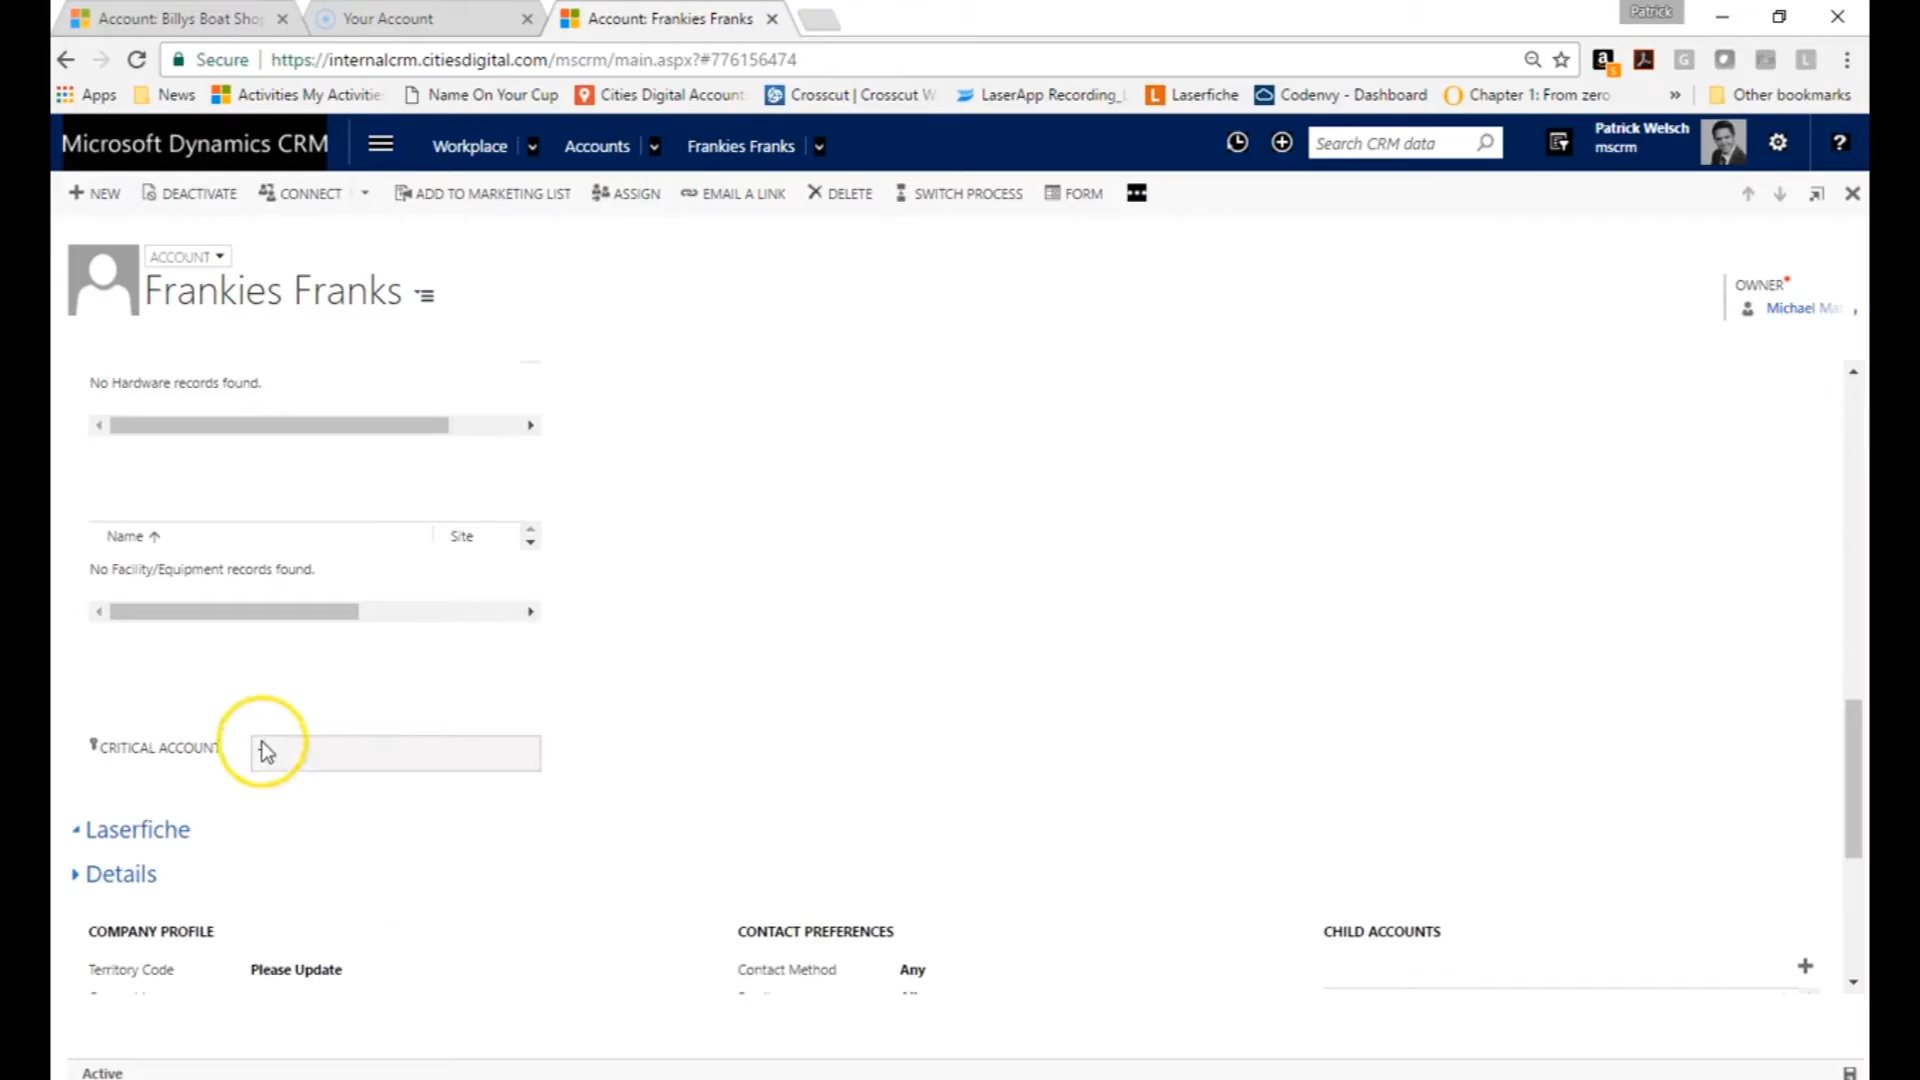 Account: Billys Boat Shop
Your Account
Account: Frankies Franks
Patrick
Secure
https://internalcrm.citiesdigital.com/mscrm/main.aspx?#776156474
Apps
News
Activities My Activitie
Name On Your Cup
Cities Digital Account
Crosscut | Crosscut W
LaserApp Recording_
Laserfiche
Codenvy - Dashboard
Chapter 1: From zero
»
Other bookmarks
Microsoft Dynamics CRM
Workplace
Accounts
Frankies Franks
Search CRM data
Patrick Welsch
mscrm
?
NEW
DEACTIVATE
CONNECT
ADD TO MARKETING LIST
ASSIGN
EMAIL A LINK
DELETE
SWITCH PROCESS
FORM
ACCOUNT
Frankies Franks
OWNER*
Michael
No Hardware records found.
Name
Site
No Facility/Equipment records found.
CRITICAL ACCOUNT
Laserfiche
Details
COMPANY PROFILE
CONTACT PREFERENCES
CHILD ACCOUNTS
Territory Code
Please Update
Contact Method
Any
Active